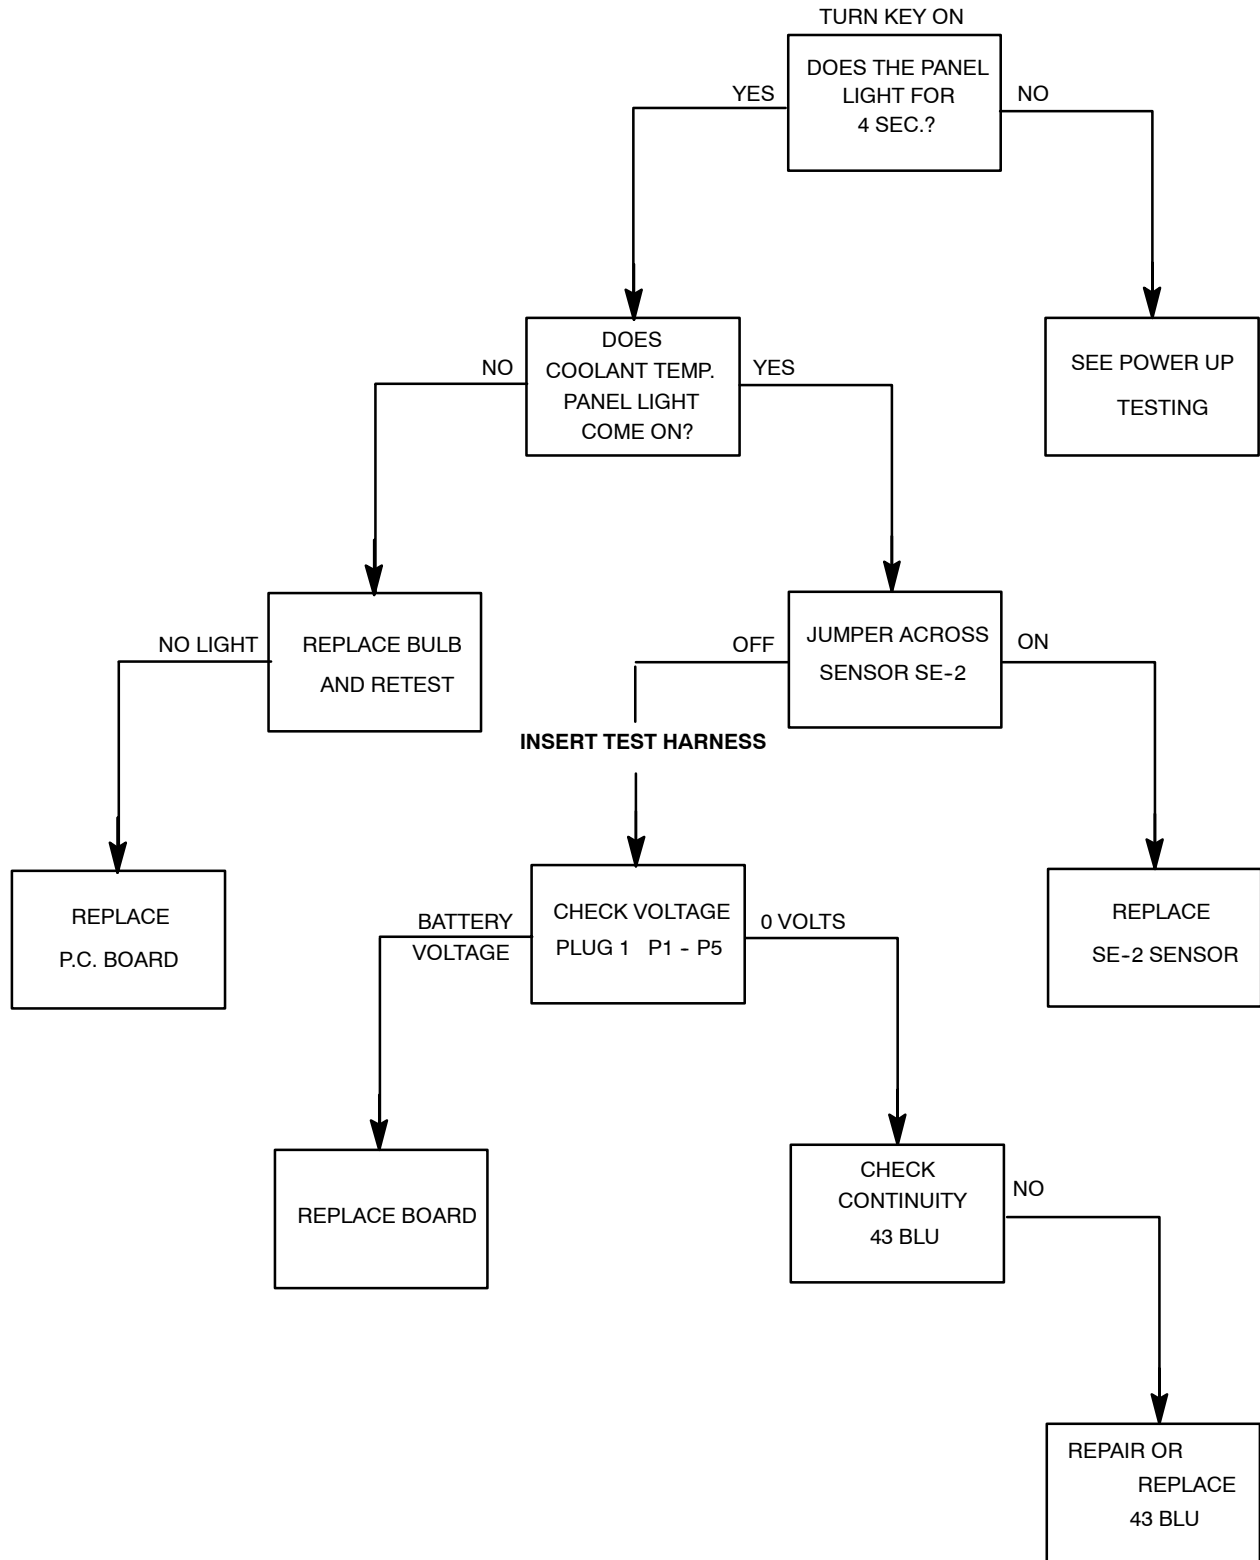 TURN KEY ON
DOES THE PANEL
LIGHT FOR
4 SEC.?
YES
NO
DOES
COOLANT TEMP.
PANEL LIGHT
COME ON?
NO
YES
SEE POWER UP
TESTING
REPLACE BULB
AND RETEST
NO LIGHT
JUMPER ACROSS
SENSOR SE-2
OFF
ON
INSERT TEST HARNESS
REPLACE
P.C. BOARD
CHECK VOLTAGE
PLUG 1 P1 - P5
BATTERY
VOLTAGE
0 VOLTS
REPLACE
SE-2 SENSOR
REPLACE BOARD
CHECK
CONTINUITY
43 BLU
NO
REPAIR OR
REPLACE
43 BLU